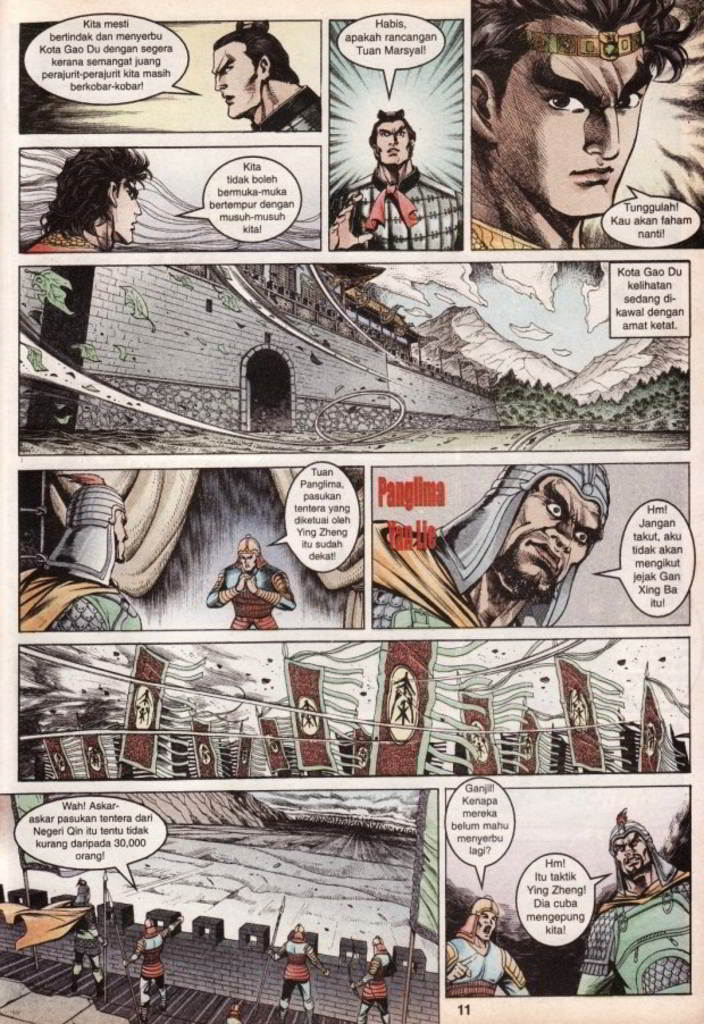 Kita mesti
bertindak dan menyerbu
Kota Gao Du dengan segera
kerana semangat juang
perajurit-perajurit kita masih
berkobar-kobar!
Habis,
apakah rancangan
Tuan Marsyal!
Kita
tidak boleh
bermuka-muka
bertempur dengan
musuh-musuh
kita!
Tunggulah!
Kau akan faham
nanti!
Kota Gao Du
kelihatan
sedang di-
kawal dengan
amat ketat.
Tuan
Panglima,
pasukan
tentera yang
diketuai oleh
Ying Zheng
itu sudah
dekat!
Panglima
Yan Lie
Hm!
Jangan
takut, aku
tidak akan
mengikut
jejak Gan
Xing Ba
itu!
Wah! Askar-
askar pasukan tentera dari
Negeri Qin itu tentu tidak
kurang daripada 30,000
orang!
Ganjil!
Kenapa
mereka
belum mahu
menyerbu
lagi?
Hm!
Itu taktik
Ying Zheng!
Dia cuba
mengepung
kita!
11